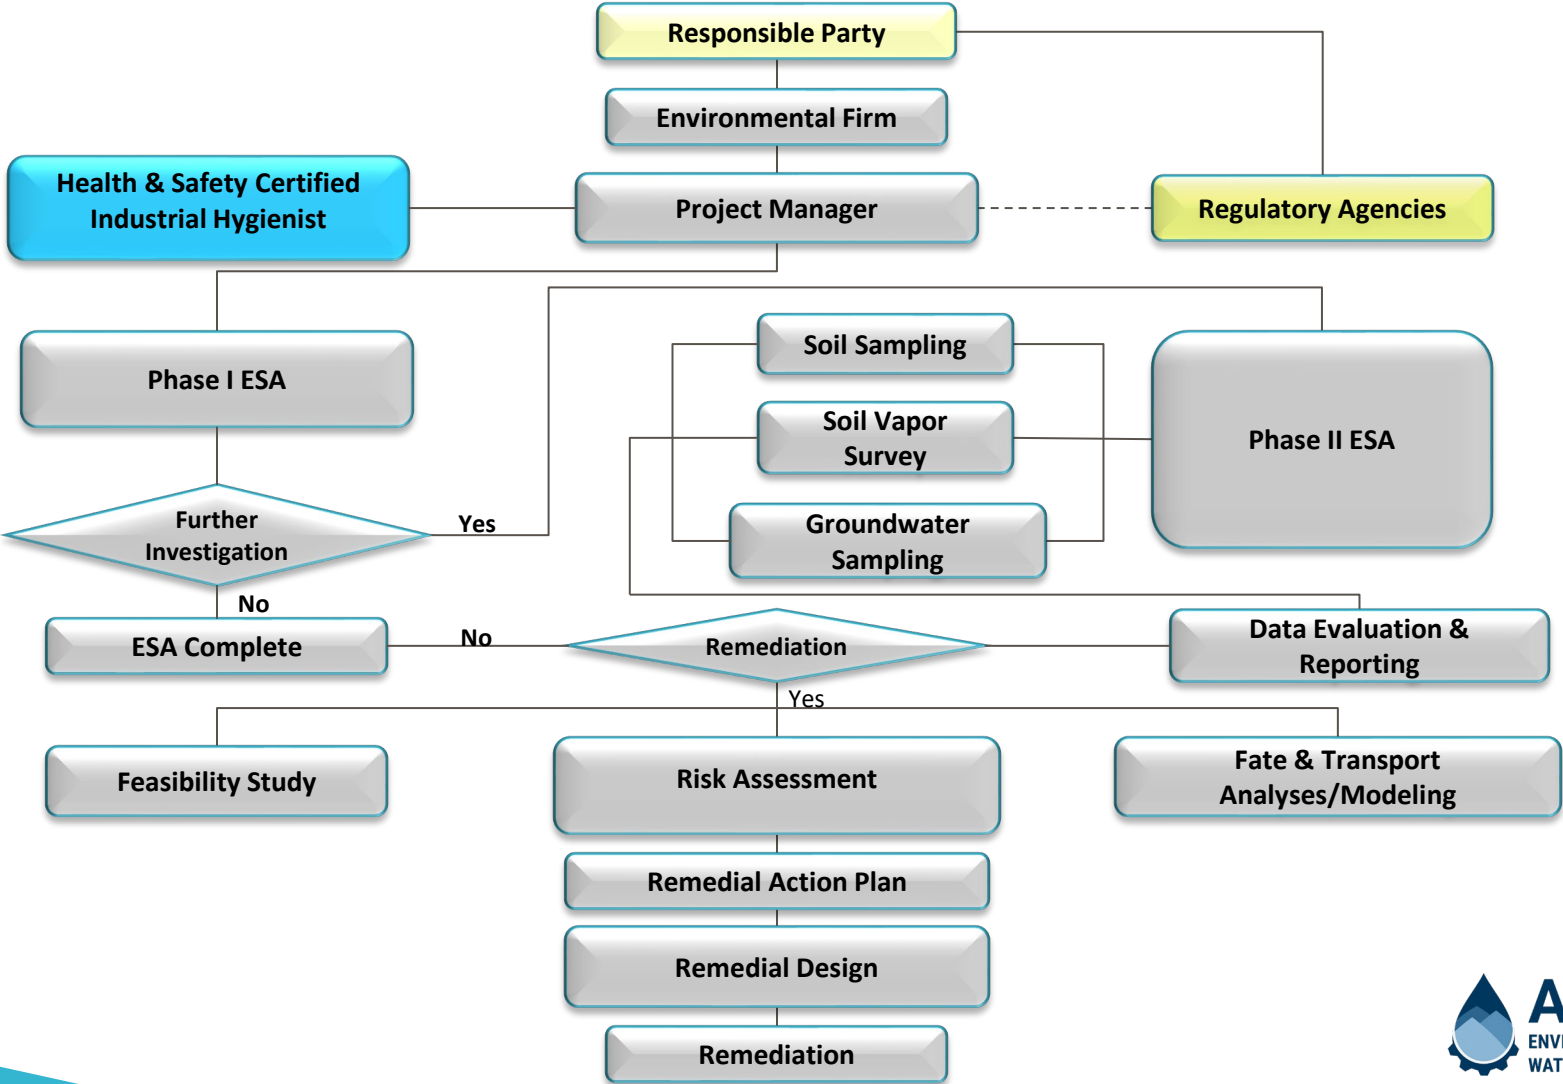 Responsible Party
Environmental Firm
Health & Safety Certified
Industrial Hygienist
Project Manager
Regulatory Agencies
Phase I ESA
Soil Sampling
Soil Vapor
Survey
Groundwater
Sampling
Phase II ESA
Further
Investigation
Yes
No
ESA Complete
No
Remediation
Data Evaluation &
Reporting
Yes
Feasibility Study
Risk Assessment
Fate & Transport
Analyses/Modeling
Remedial Action Plan
Remedial Design
Remediation
A
ENVI
WAT